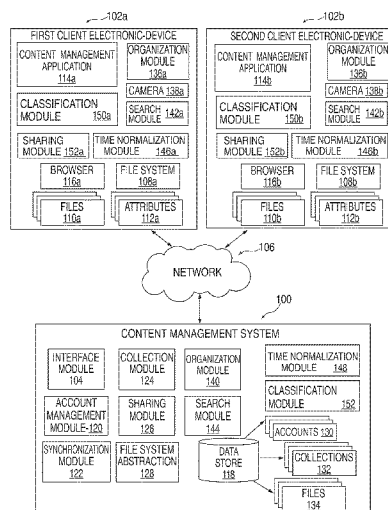 102a
102b
FIRST CLIENT ELECTRONIC-DEVICE
CONTENT MANAGEMENT
APPLICATION
114a
ORGANIZATION
MODULE
136a
CAMERA 138a
CLASSIFICATION
MODULE 150a
SEARCH
MODULE 142a
SHARING
MODULE 152a
TIME NORMALIZATION
MODULE 146a
BROWSER
116a
FILE SYSTEM
108a
FILES
110a
ATTRIBUTES
112a
SECOND CLIENT ELECTRONIC-DEVICE
CONTENT MANAGEMENT
APPLICATION
114b
ORGANIZATION
MODULE
136b
CAMERA 138b
CLASSIFICATION
MODULE 150b
SEARCH
MODULE 142b
SHARING
MODULE 152b
TIME NORMALIZATION
MODULE 146b
BROWSER
116b
FILE SYSTEM
108b
FILES
110b
ATTRIBUTES
112b
106
NETWORK
100
CONTENT MANAGEMENT SYSTEM
INTERFACE
MODULE
104
COLLECTION
MODULE
124
ORGANIZATION
MODULE
140
TIME NORMALIZATION
MODULE 148
ACCOUNT
MANAGEMENT
MODULE-120
SHARING
MODULE
126
SEARCH
MODULE
144
CLASSIFICATION
MODULE 152
SYNCHRONIZATION
MODULE
122
FILE SYSTEM
ABSTRACTION
128
DATA
STORE
118
ACCOUNTS 130
COLLECTIONS
132
FILES
134